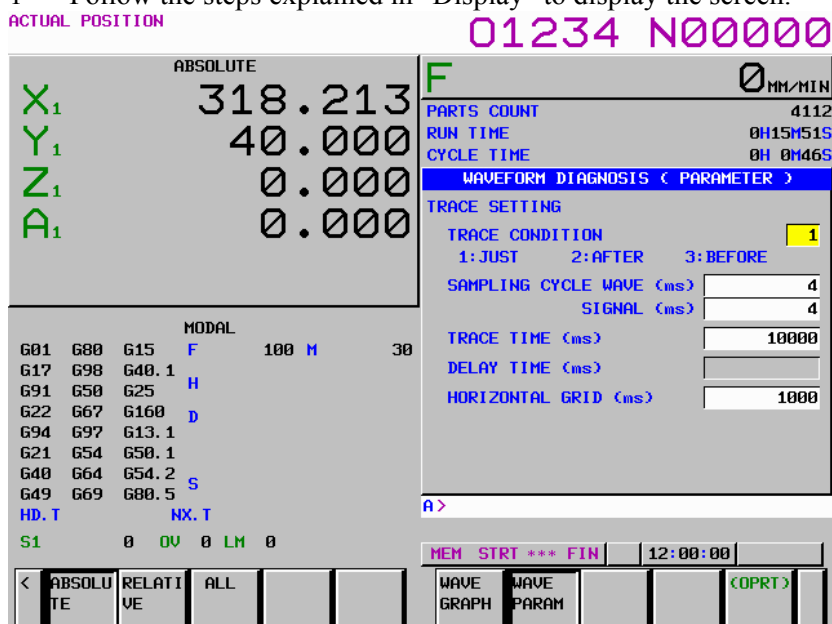 1 Follow the steps explained in "Display" to display the screen.
ACTUAL POSITION O1234 N00000
ABSOLUTE
X1 318.213
Y1 40.000
Z1 0.000
A1 0.000
F 0 MM/MIN
PARTS COUNT 4112
RUN TIME 0H15M51S
CYCLE TIME 0H 0M46S
WAVEFORM DIAGNOSIS ( PARAMETER )
TRACE SETTING
TRACE CONDITION 1
1:JUST 2:AFTER 3:BEFORE
SAMPLING CYCLE WAVE (ms) 4
SIGNAL (ms) 4
TRACE TIME (ms) 10000
DELAY TIME (ms)
HORIZONTAL GRID (ms) 1000
MODAL
G01 G80 G15 F 100 M 30
G17 G98 G40.1
G91 G50 G25 H
G22 G67 G160 D
G94 G97 G13.1
G21 G54 G50.1
G40 G64 G54.2 S
G49 G69 G80.5
HD.T NX.T
S1 0 OV 0 LM 0
A>
MEM STRT *** FIN 12:00:00
< ABSOLU RELATI ALL
TE VE
WAVE WAVE (OPRT)
GRAPH PARAM